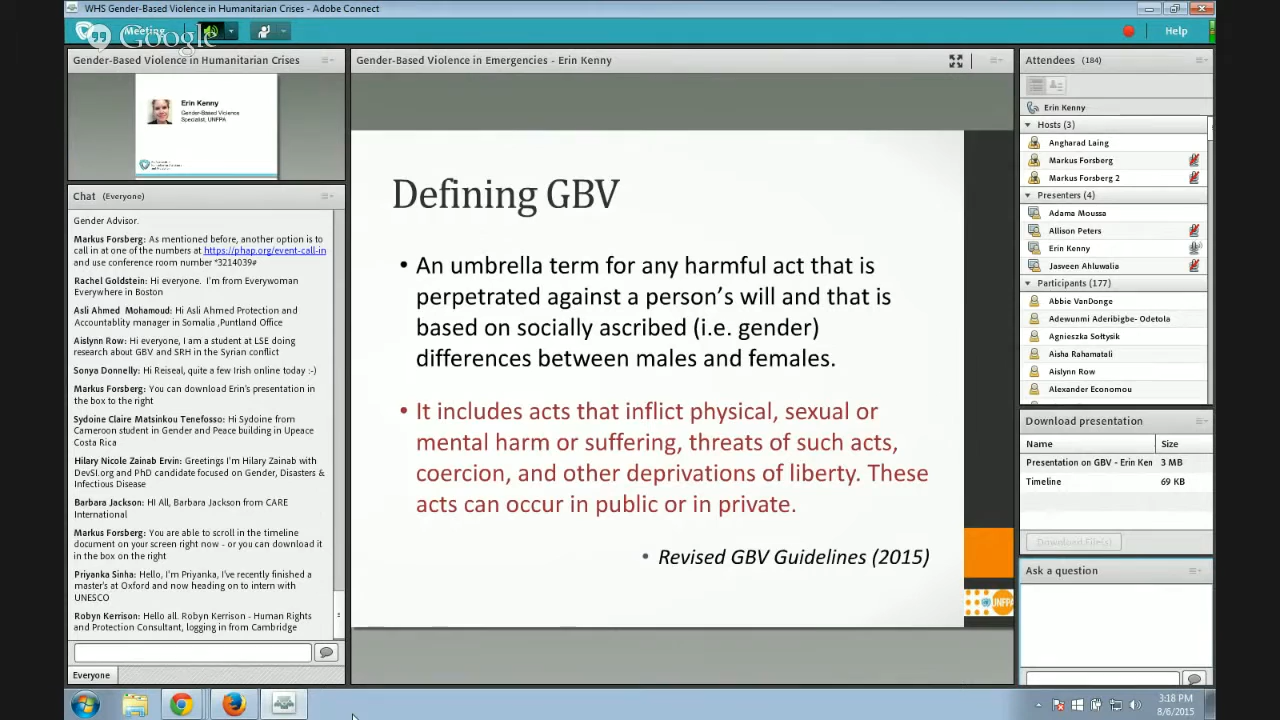 WHS Gender-Based Violence in Humanitarian Crises - Adobe Connect
Meeting
Google
Help
Gender-Based Violence in Humanitarian Crises
Erin Kenny
Gender-Based Violence
Specialist, UNFPA
Chat (Everyone)
Gender Advisor.
Markus Forsberg: As mentioned before, another option is to
call in at one of the numbers at https://phap.org/event-call-in
and use conference room number *3214039#
Rachel Goldstein: Hi everyone. I'm from Everywoman
Everywhere in Boston
Asli Ahmed Mohamoud: Hi Asli Ahmed Protection and
Accountablity manager in Somalia ,Puntland Office
Aislynn Row: Hi everyone, I am a student at LSE doing
research about GBV and SRH in the Syrian conflict
Sonya Donnelly: Hi Reiseal, quite a few Irish online today :-)
Markus Forsberg: You can download Erin's presentation in
the box to the right
Sydoine Claire Matsinkou Tenefosso: Hi Sydoine from
Cameroon student in Gender and Peace building in Upeace
Costa Rica
Hilary Nicole Zainab Ervin: Greetings I'm Hilary Zainab with
DevSI.org and PhD candidate focused on Gender, Disasters &
Infectious Disease
Barbara Jackson: HI All, Barbara Jackson from CARE
International
Markus Forsberg: You are able to scroll in the timeline
document on your screen right now - or you can download it
in the box on the right
Priyanka Sinha: Hello, I'm Priyanka, I've recently finished a
master's at Oxford and now heading on to intern with
UNESCO
Robyn Kerrison: Hello all. Robyn Kerrison - Human Rights
and Protection Consultant, logging in from Cambridge
Everyone
Gender-Based Violence in Emergencies - Erin Kenny
Defining GBV
• An umbrella term for any harmful act that is
perpetrated against a person's will and that is
based on socially ascribed (i.e. gender)
differences between males and females.
• It includes acts that inflict physical, sexual or
mental harm or suffering, threats of such acts,
coercion, and other deprivations of liberty. These
acts can occur in public or in private.
• Revised GBV Guidelines (2015)
UNFPA
Attendees (184)
Erin Kenny
Hosts (3)
Angharad Laing
Markus Forsberg
Markus Forsberg 2
Presenters (4)
Adama Moussa
Allison Peters
Erin Kenny
Jasveen Ahluwalia
Participants (177)
Abbie VanDonge
Adewunmi Aderibigbe- Odetola
Agnieszka Sołtysik
Aisha Rahamatali
Aislynn Row
Alexander Economou
Download presentation
Name Size
Presentation on GBV - Erin Ken 3 MB
Timeline 69 KB
Download File(s)
Ask a question
3:18 PM
8/6/2015